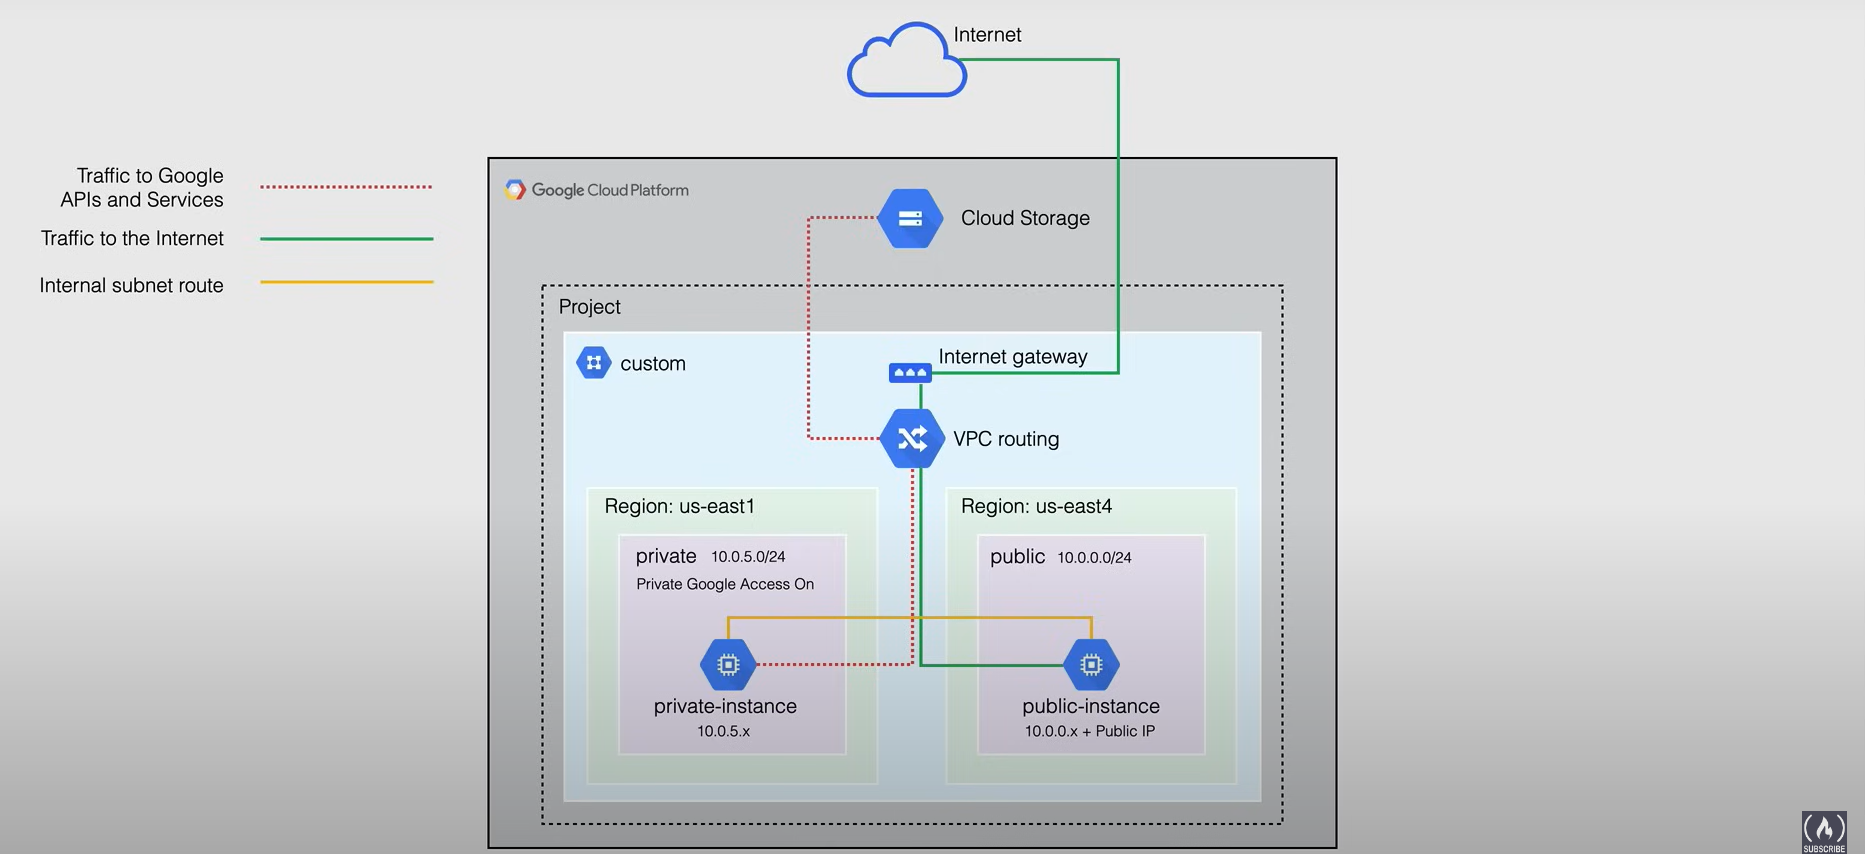 Internet
Traffic to Google
APIs and Services
Traffic to the Internet
Internal subnet route
Google Cloud Platform
Cloud Storage
Project
custom
Internet gateway
VPC routing
Region: us-east1
private 10.0.5.0/24
Private Google Access On
private-instance
10.0.5.x
Region: us-east4
public 10.0.0.0/24
public-instance
10.0.0.x + Public IP
SUBSCRIBE